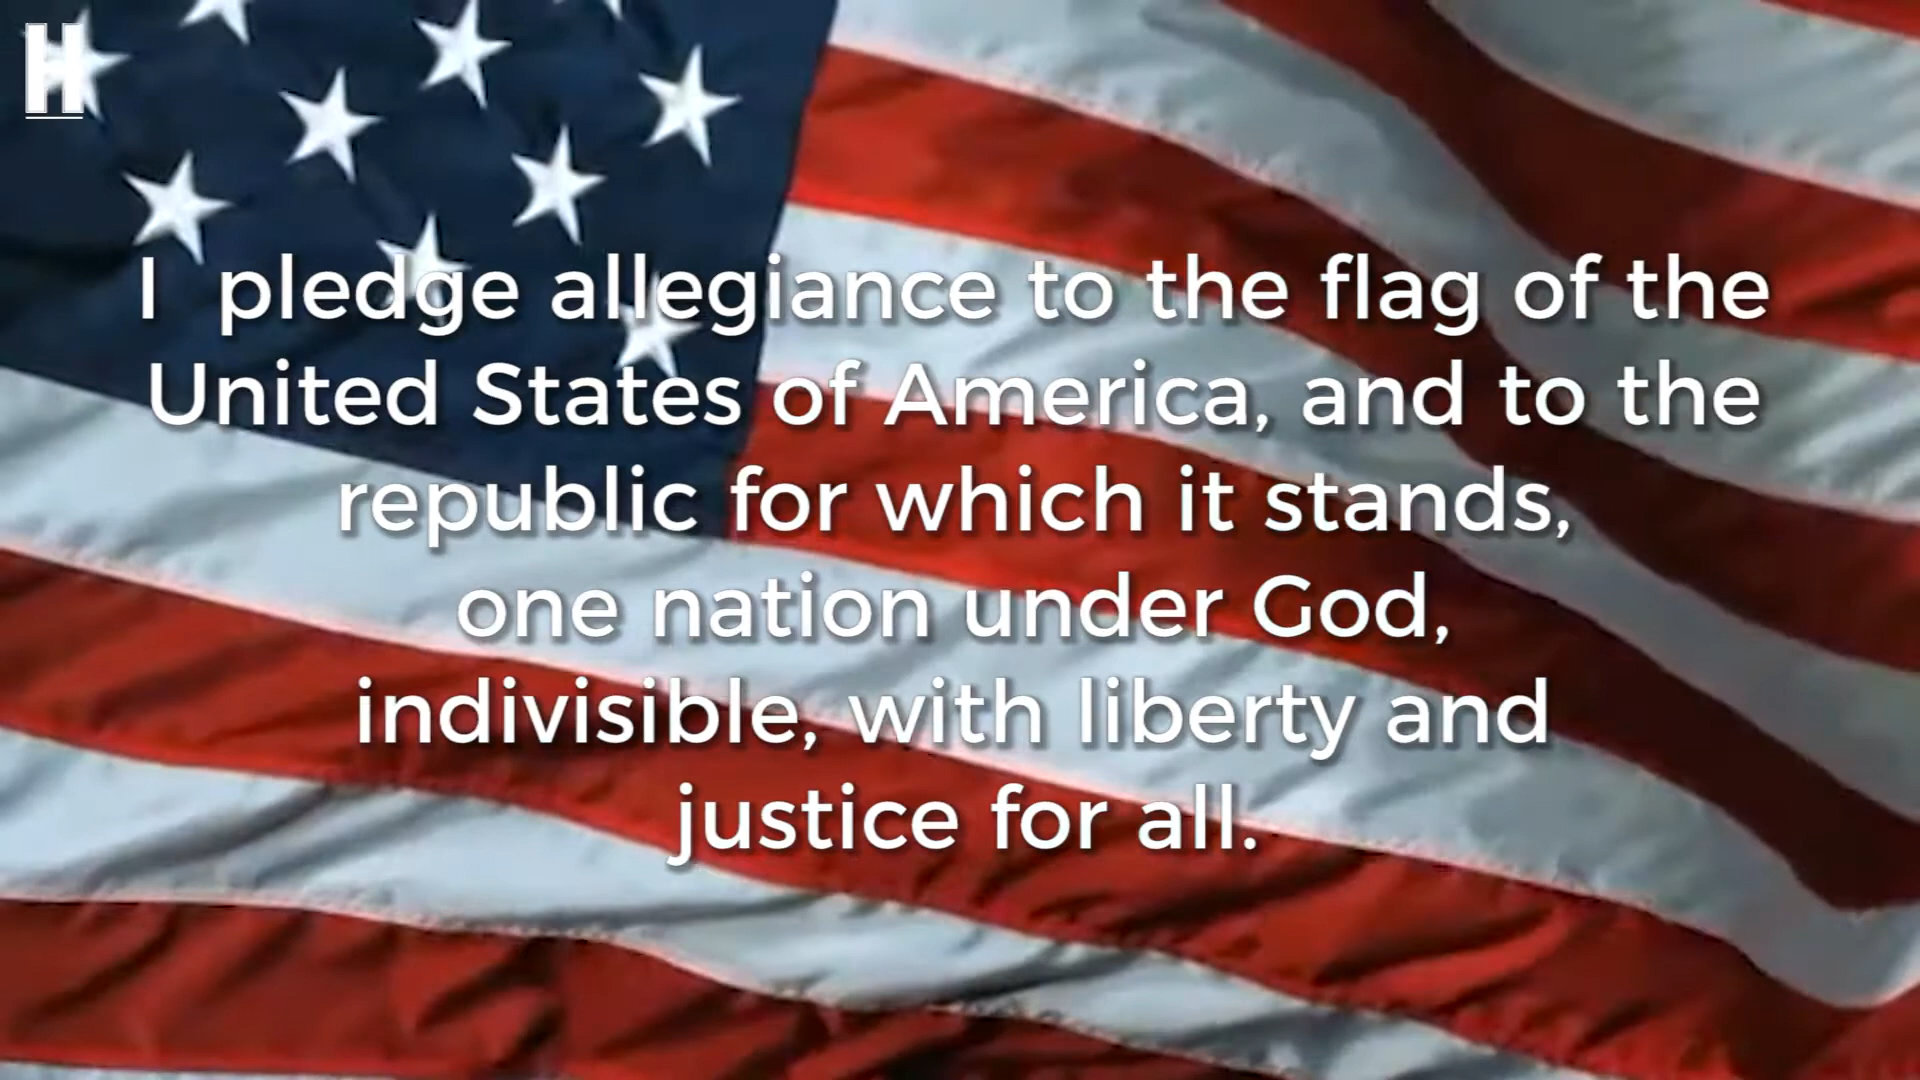 H
I pledge allegiance to the flag of the
United States of America, and to the
republic for which it stands,
one nation under God,
indivisible, with liberty and
justice for all.